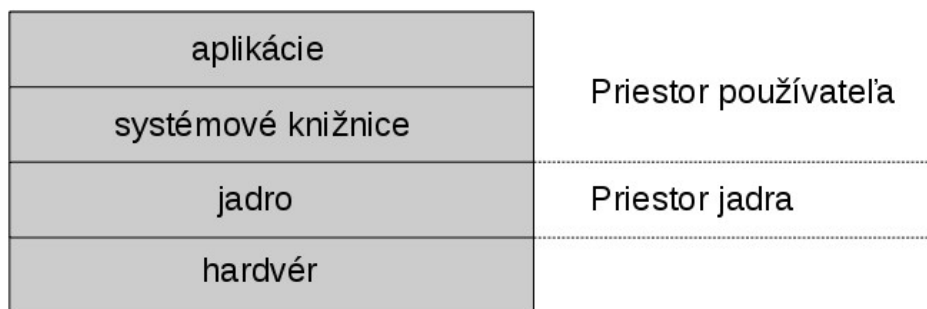 aplikácie
Priestor používateľa
systémové knižnice
jadro
Priestor jadra
hardvér